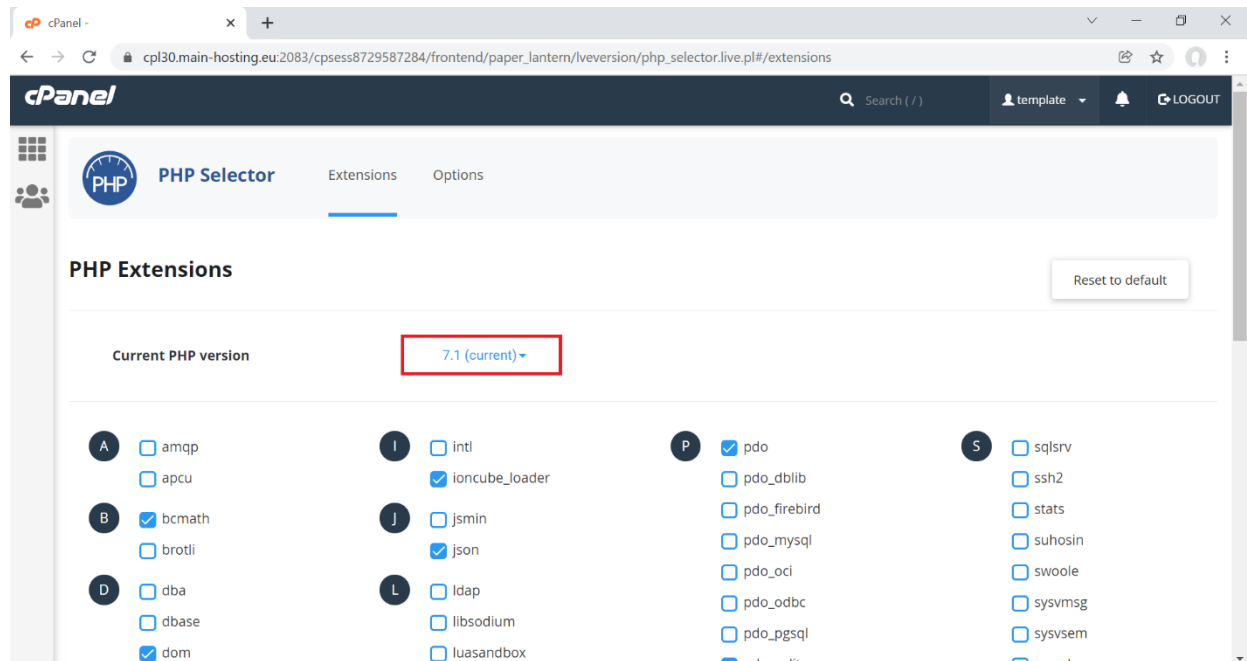 cP cPanel -
cpl30.main-hosting.eu:2083/cpsess8729587284/frontend/paper_lantern/lveversion/php_selector.live.pl#/extensions
cPanel
Search ( / )
template
LOGOUT
PHP
PHP Selector
Extensions
Options
PHP Extensions
Reset to default
Current PHP version
7.1 (current)
A
amqp
apcu
B
bcmath
brotli
D
dba
dbase
dom
I
intl
ioncube_loader
J
jsmin
json
L
ldap
libsodium
luasandbox
P
pdo
pdo_dblib
pdo_firebird
pdo_mysql
pdo_oci
pdo_odbc
pdo_pgsql
S
sqlsrv
ssh2
stats
suhosin
swoole
sysvmsg
sysvsem